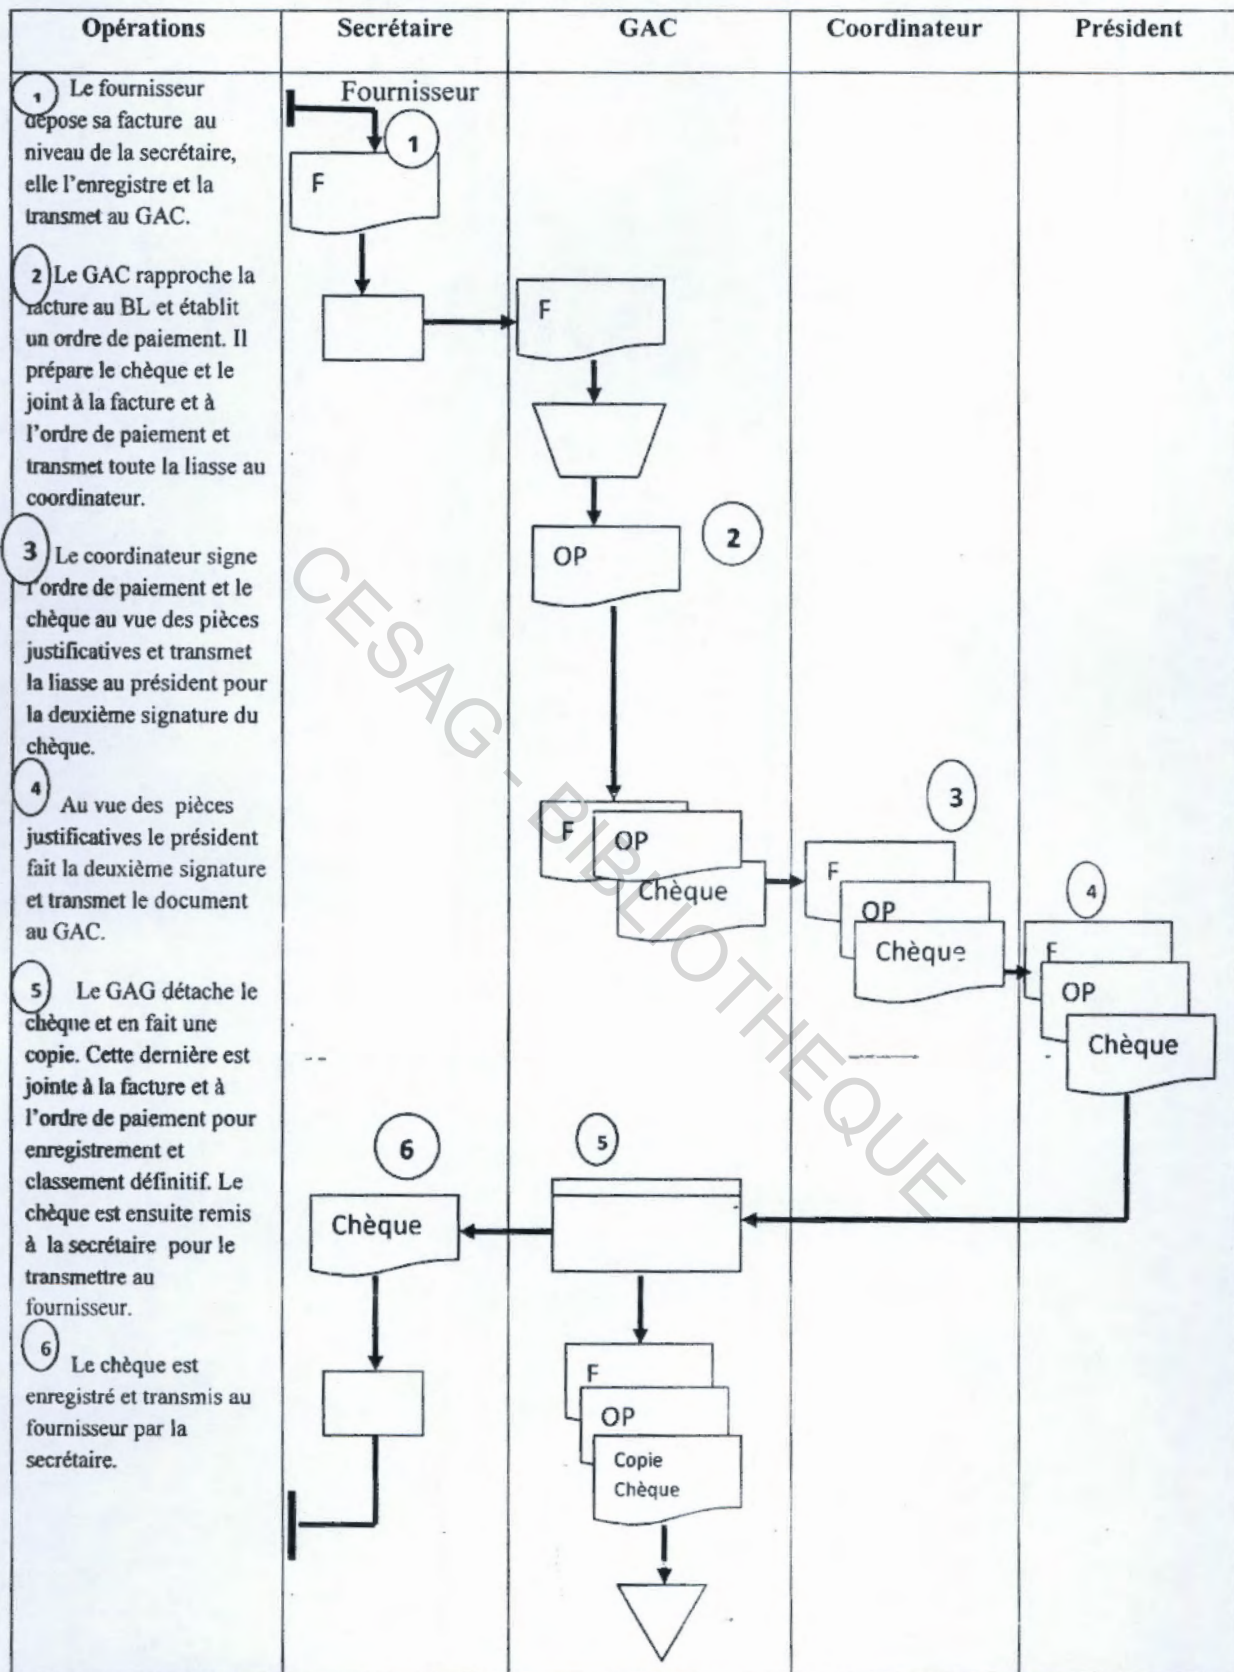 Opérations
Secrétaire
GAC
Coordinateur
Président
1 Le fournisseur
dépose sa facture au
niveau de la secrétaire,
elle l'enregistre et la
transmet au GAC.
2 Le GAC rapproche la
facture au BL et établit
un ordre de paiement. Il
prépare le chèque et le
joint à la facture et à
l'ordre de paiement et
transmet toute la liasse au
coordinateur.
3 Le coordinateur signe
l'ordre de paiement et le
chèque au vue des pièces
justificatives et transmet
la liasse au président pour
la deuxième signature du
chèque.
4 Au vue des pièces
justificatives le président
fait la deuxième signature
et transmet le document
au GAC.
5 Le GAG détache le
chèque et en fait une
copie. Cette dernière est
jointe à la facture et à
l'ordre de paiement pour
enregistrement et
classement définitif. Le
chèque est ensuite remis
à la secrétaire pour le
transmettre au
fournisseur.
6 Le chèque est
enregistré et transmis au
fournisseur par la
secrétaire.
Fournisseur
1
F
F
OP
2
F
OP
Chèque
3
F
OP
Chèque
4
F
OP
Chèque
5
6
Chèque
F
OP
Copie
Chèque
CESAG - BIBLIOTHEQUE